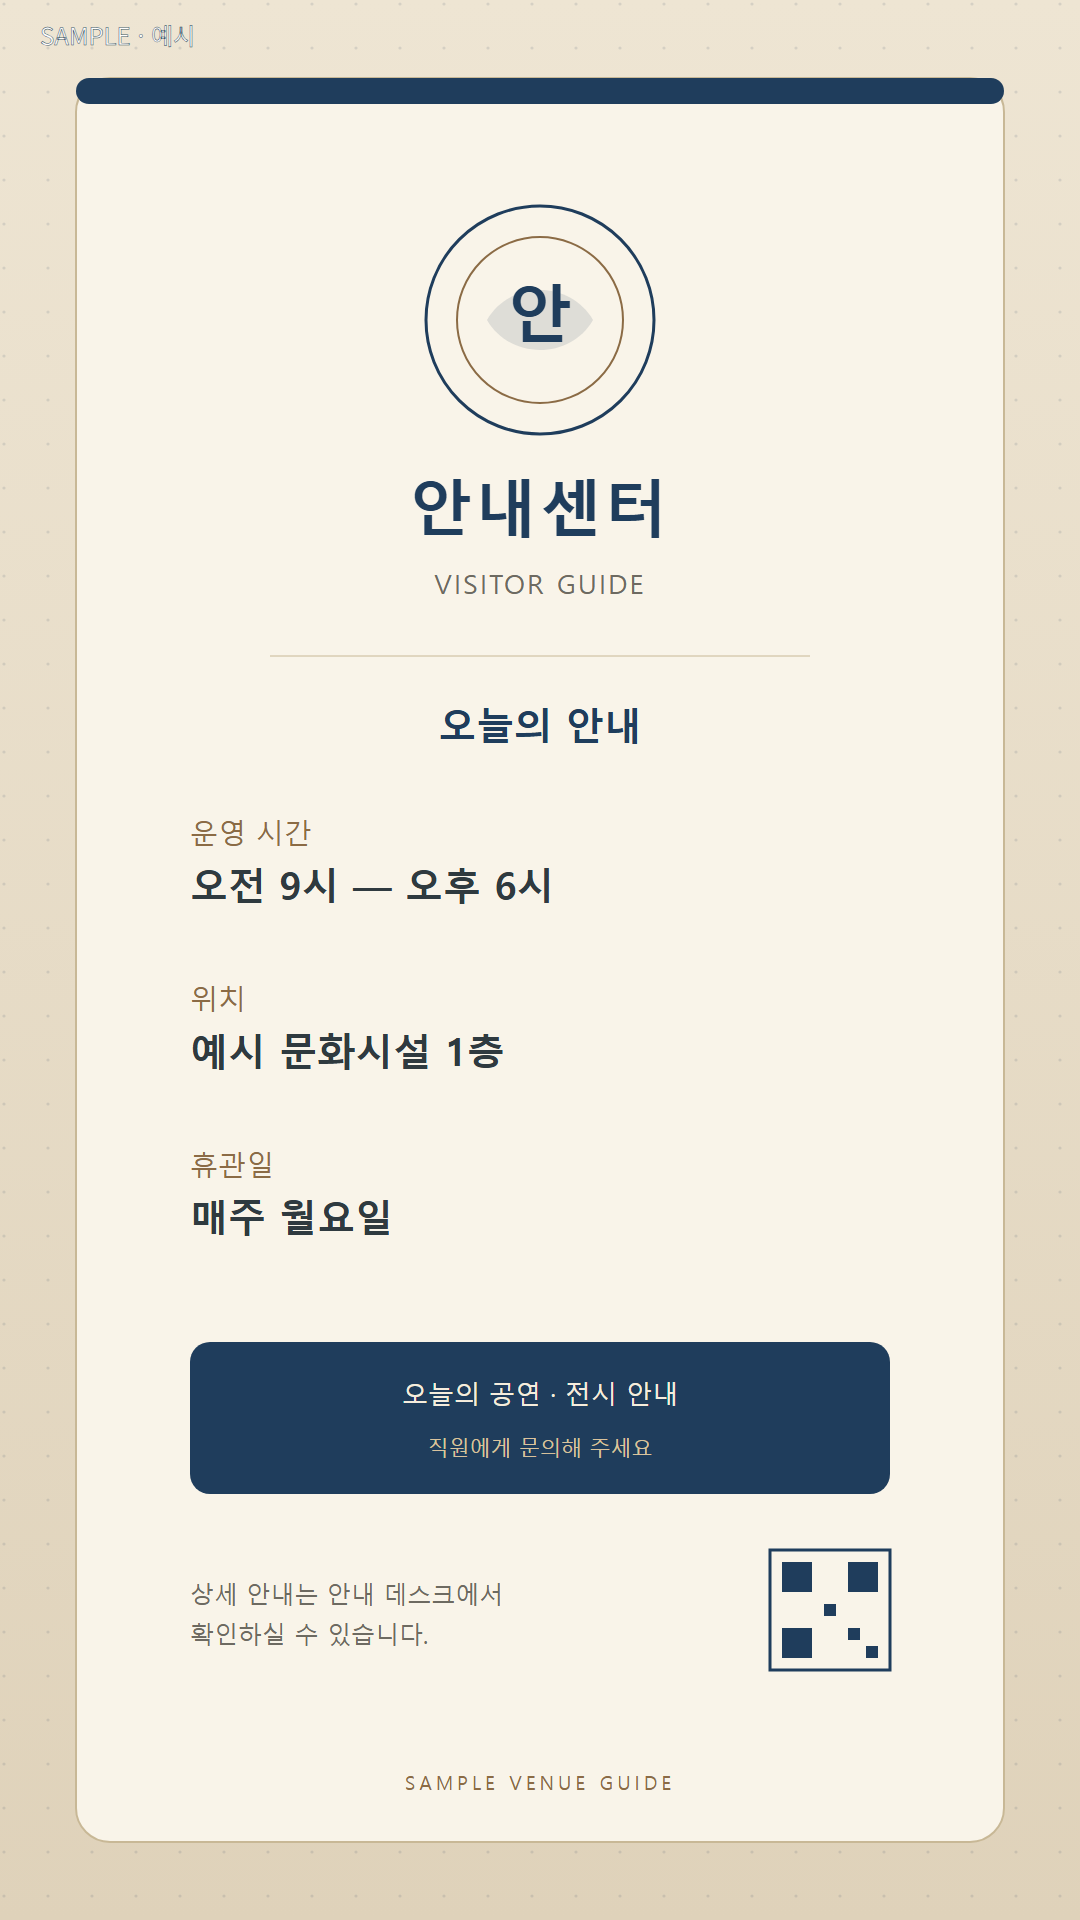 SAMPLE · 예시
안
안내센터
VISITOR GUIDE
오늘의 안내
운영 시간
오전 9시 — 오후 6시
위치
예시 문화시설 1층
휴관일
매주 월요일
오늘의 공연 · 전시 안내
직원에게 문의해 주세요
상세 안내는 안내 데스크에서
확인하실 수 있습니다.
SAMPLE VENUE GUIDE